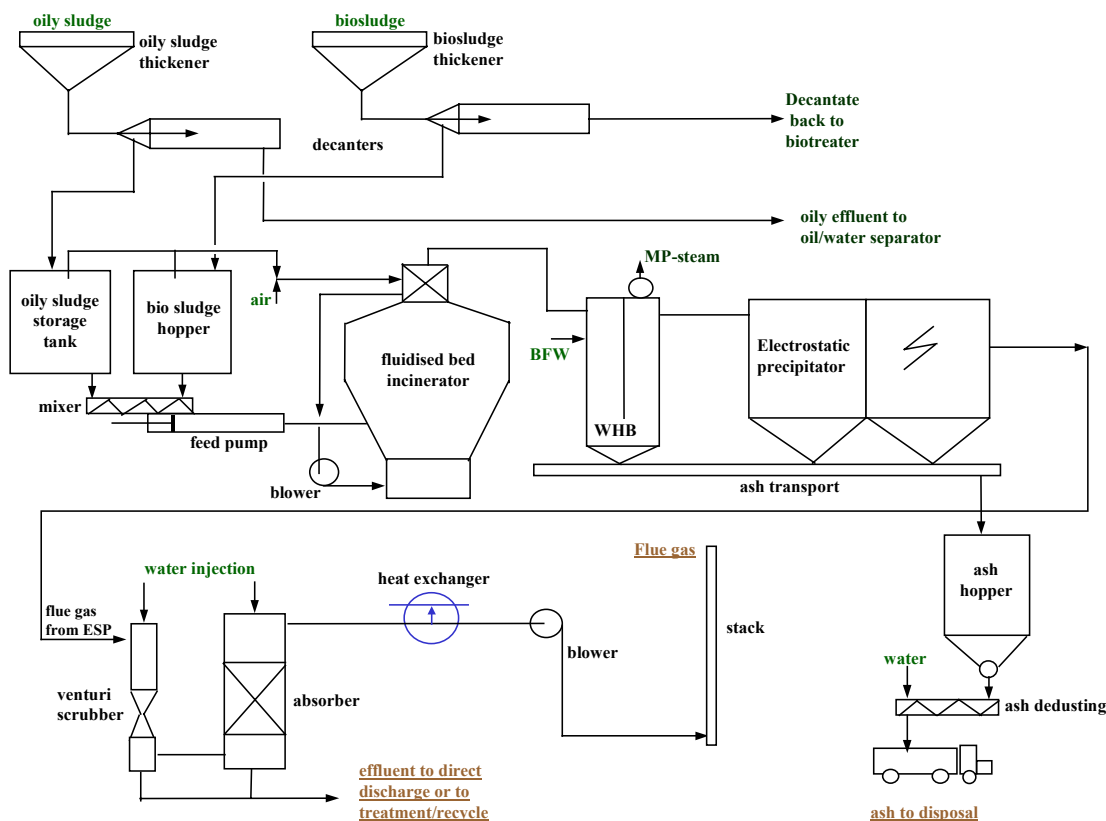 oily sludge
oily sludge
thickener
biosludge
biosludge
thickener
Decantate
back to
biotreater
decanters
oily effluent to
oil/water separator
MP-steam
air
oily sludge
storage
tank
bio sludge
hopper
fluidised bed
incinerator
BFW
WHB
Electrostatic
precipitator
mixer
feed pump
blower
ash transport
Flue gas
water injection
heat exchanger
ash
hopper
flue gas
from ESP
stack
blower
water
venturi
scrubber
absorber
ash dedusting
effluent to direct
discharge or to
treatment/recycle
ash to disposal